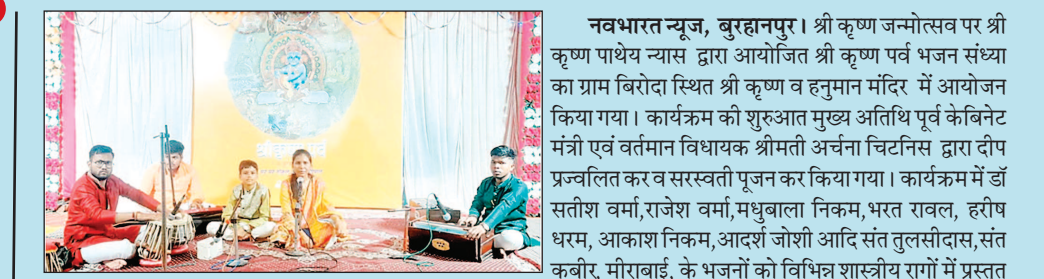 नवभारत न्यूज, बुरहानपुर। श्री कृष्ण जन्मोत्सव पर श्री
कृष्ण पाथेय न्यास द्वारा आयोजित श्री कृष्ण पर्व भजन संध्या
का ग्राम बिरोदा स्थित श्री कृष्ण व हनुमान मंदिर में आयोजन
किया गया। कार्यक्रम की शुरुआत मुख्य अतिथि पूर्व केबिनेट
मंत्री एवं वर्तमान विधायक श्रीमती अर्चना चिटनिस द्वारा दीप
प्रज्वलित कर व सरस्वती पूजन कर किया गया। कार्यक्रम में डॉ
सतीश वर्मा,राजेश वर्मा,मधुबाला निकम,भरत रावल, हरीष
धरम, आकाश निकम,आदर्श जोशी आदि संत तुलसीदास,संत
कबीर, मीराबाई, के भजनों को विभिन्न शास्त्रीय रागों में प्रस्तुत